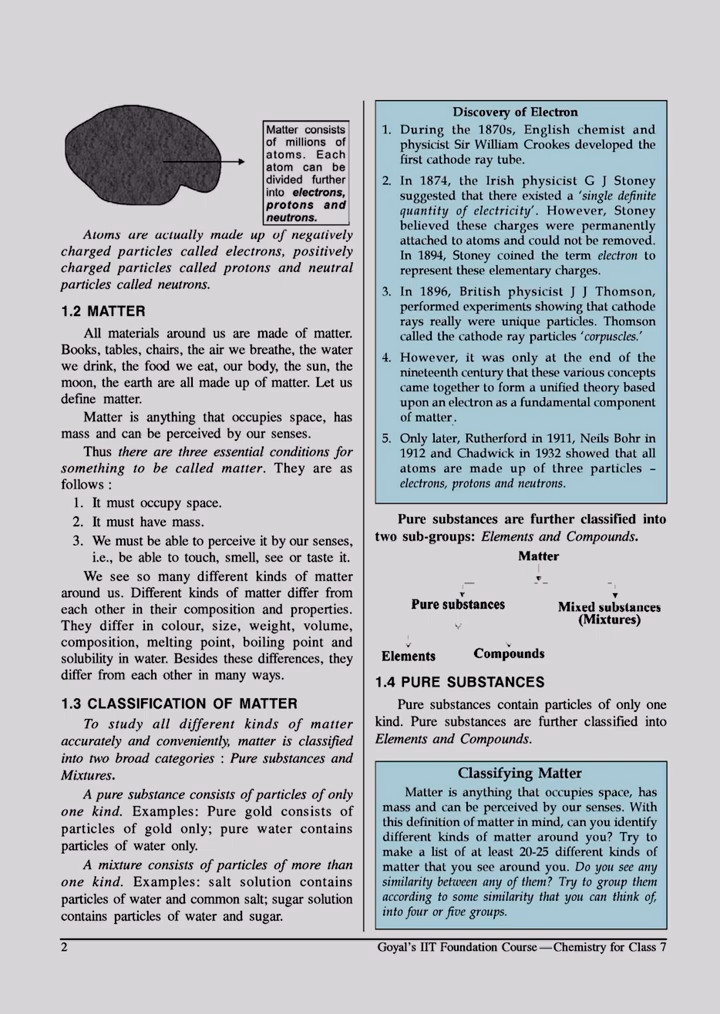 Matter consists
of millions of
atoms. Each
atom can be
divided further
into electrons,
protons and
neutrons.
Atoms are actually made up of negatively
charged particles called electrons, positively
charged particles called protons and neutral
particles called neutrons.
1.2 MATTER
All materials around us are made of matter.
Books, tables, chairs, the air we breathe, the water
we drink, the food we eat, our body, the sun, the
moon, the earth are all made up of matter. Let us
define matter.
Matter is anything that occupies space, has
mass and can be perceived by our senses.
Thus there are three essential conditions for
something to be called matter. They are as
follows :
1. It must occupy space.
2. It must have mass.
3. We must be able to perceive it by our senses,
i.e., be able to touch, smell, see or taste it.
We see so many different kinds of matter
around us. Different kinds of matter differ from
each other in their composition and properties.
They differ in colour, size, weight, volume,
composition, melting point, boiling point and
solubility in water. Besides these differences, they
differ from each other in many ways.
1.3 CLASSIFICATION OF MATTER
To study all different kinds of matter
accurately and conveniently, matter is classified
into two broad categories : Pure substances and
Mixtures.
A pure substance consists of particles of only
one kind. Examples: Pure gold consists of
particles of gold only; pure water contains
particles of water only.
A mixture consists of particles of more than
one kind. Examples: salt solution contains
particles of water and common salt; sugar solution
contains particles of water and sugar.
Discovery of Electron
1. During the 1870s, English chemist and
physicist Sir William Crookes developed the
first cathode ray tube.
2. In 1874, the Irish physicist G J Stoney
suggested that there existed a 'single definite
quantity of electricity'. However, Stoney
believed these charges were permanently
attached to atoms and could not be removed.
In 1894, Stoney coined the term electron to
represent these elementary charges.
3. In 1896, British physicist J J Thomson,
performed experiments showing that cathode
rays really were unique particles. Thomson
called the cathode ray particles 'corpuscles.'
4. However, it was only at the end of the
nineteenth century that these various concepts
came together to form a unified theory based
upon an electron as a fundamental component
of matter.
5. Only later, Rutherford in 1911, Neils Bohr in
1912 and Chadwick in 1932 showed that all
atoms are made up of three particles –
electrons, protons and neutrons.
Pure substances are further classified into
two sub-groups: Elements and Compounds.
Matter
Pure substances
Mixed substances
(Mixtures)
Elements
Compounds
1.4 PURE SUBSTANCES
Pure substances contain particles of only one
kind. Pure substances are further classified into
Elements and Compounds.
Classifying Matter
Matter is anything that occupies space, has
mass and can be perceived by our senses. With
this definition of matter in mind, can you identify
different kinds of matter around you? Try to
make a list of at least 20-25 different kinds of
matter that you see around you. Do you see any
similarity between any of them? Try to group them
according to some similarity that you can think of,
into four or five groups.
2
Goyal's IIT Foundation Course—Chemistry for Class 7